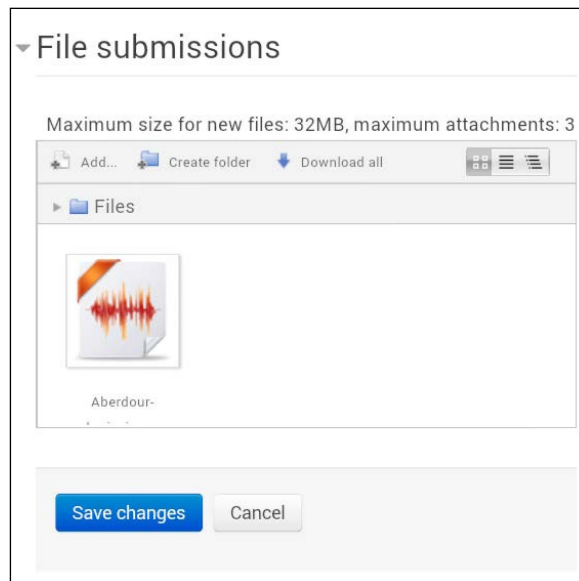 File submissions
Maximum size for new files: 32MB, maximum attachments: 3
Add... Create folder Download all
Files
Aberdour-
Save changes Cancel